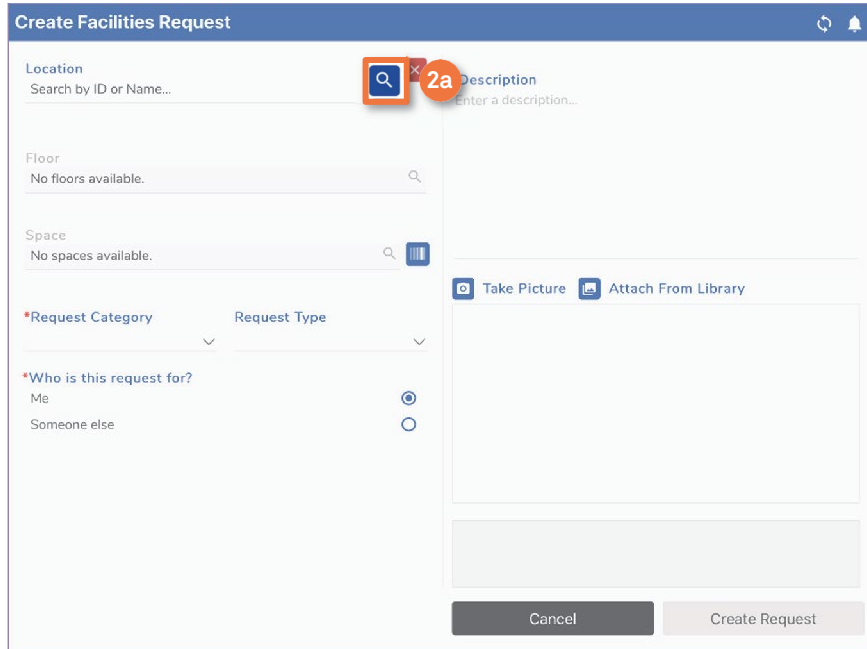 Create Facilities Request
Location
Search by ID or Name...
2a
Floor
No floors available.
Space
No spaces available.
*Request Category
Request Type
*Who is this request for?
Me
Someone else
Description
Enter a description...
Take Picture
Attach From Library
Cancel
Create Request